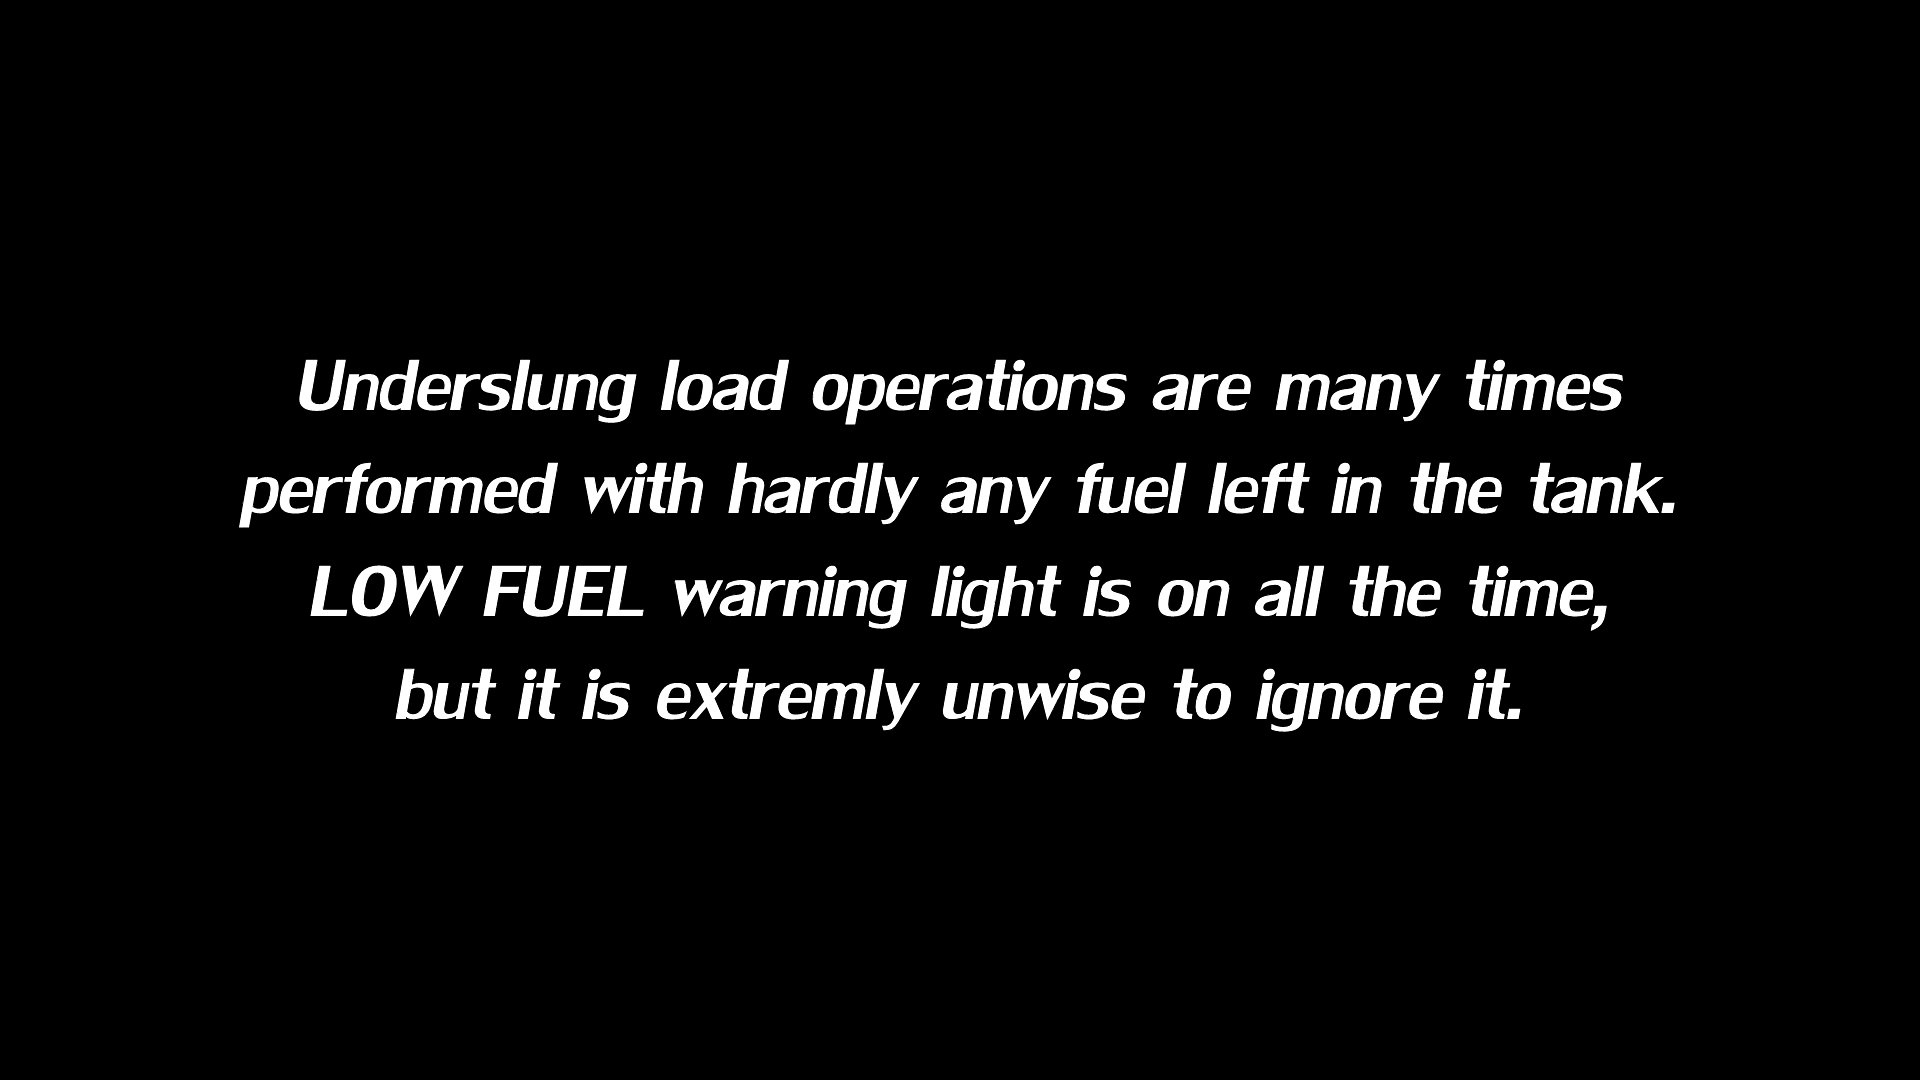 Underslung load operations are many times
performed with hardly any fuel left in the tank.
LOW FUEL warning light is on all the time,
but it is extremly unwise to ignore it.